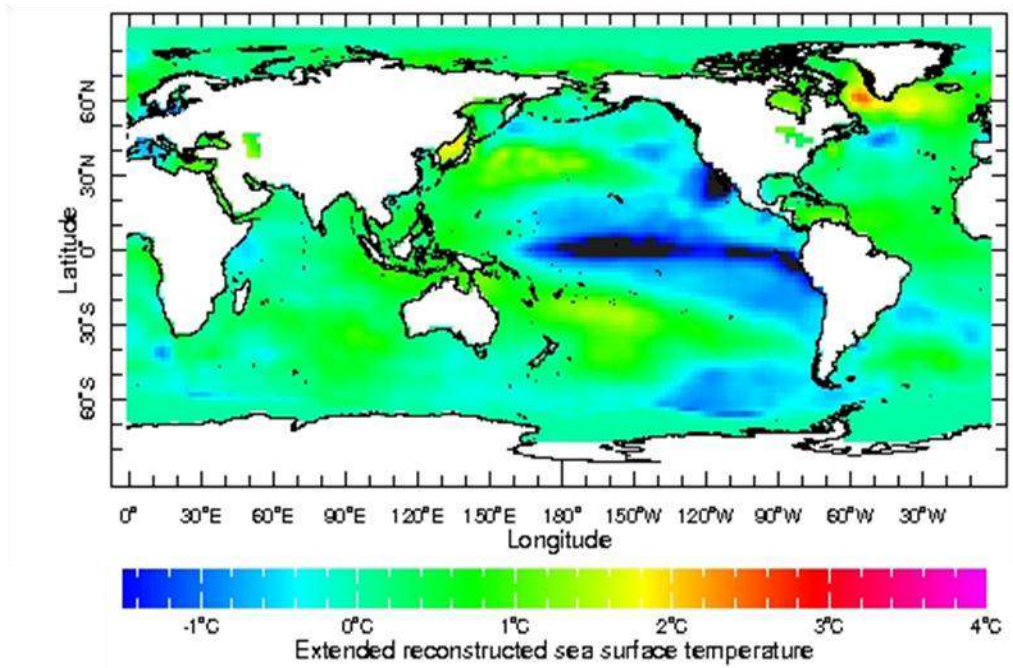 60°N
30°N
0°
30°S
60°S
Latitude
0° 30°E 60°E 90°E 120°E 150°E 180° 150°W 120°W 90°W 60°W 30°W
Longitude
-1°C 0°C 1°C 2°C 3°C 4°C
Extended reconstructed sea surface temperature